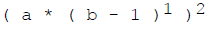 ( a * ( b - 1 )¹ )²